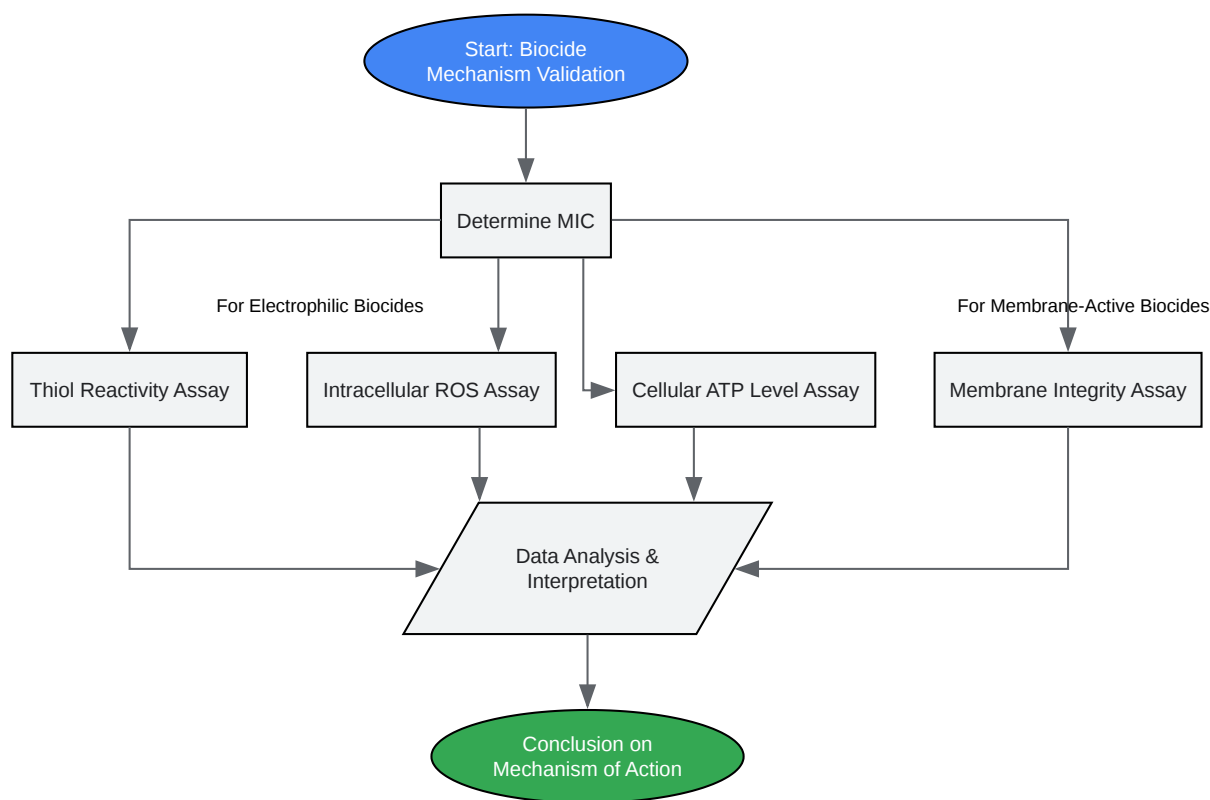 Start: Biocide
Mechanism Validation
Determine MIC
For Electrophilic Biocides
For Membrane-Active Biocides
Thiol Reactivity Assay
Intracellular ROS Assay
Cellular ATP Level Assay
Membrane Integrity Assay
Data Analysis &
Interpretation
Conclusion on
Mechanism of Action